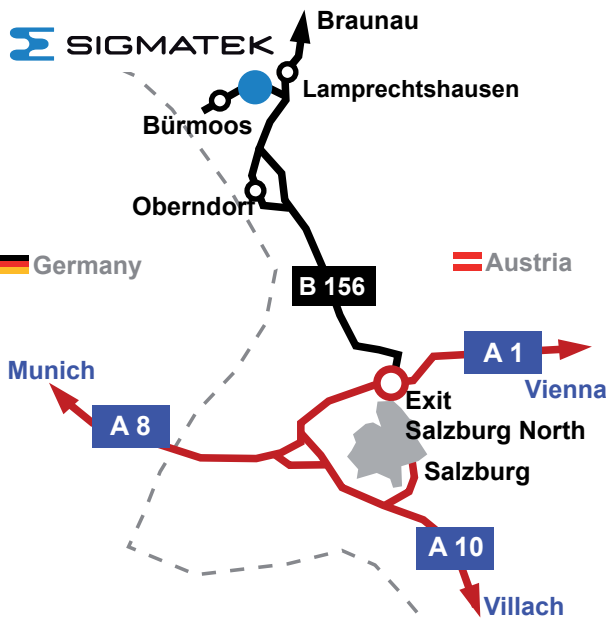 SIGMATEK
Braunau
Lamprechtshausen
Bürmoos
Oberndorf
Germany
Austria
B 156
A 1
Munich
Vienna
Exit
Salzburg North
A 8
Salzburg
A 10
Villach